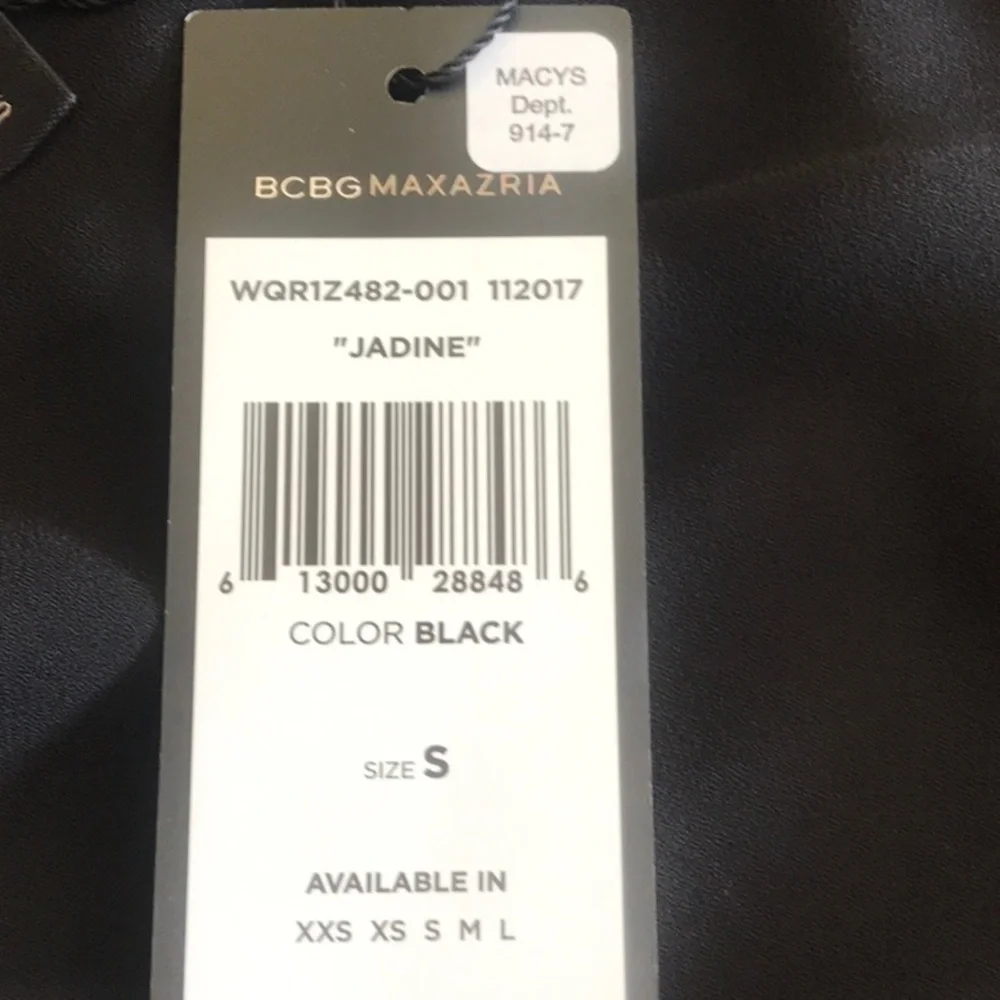 MACYS
Dept.
914-7
BCBGMAXAZRIA
WQR1Z482-001 112017
"JADINE"
6 13000 28848 6
COLOR BLACK
SIZE S
AVAILABLE IN
XXS XS S M L